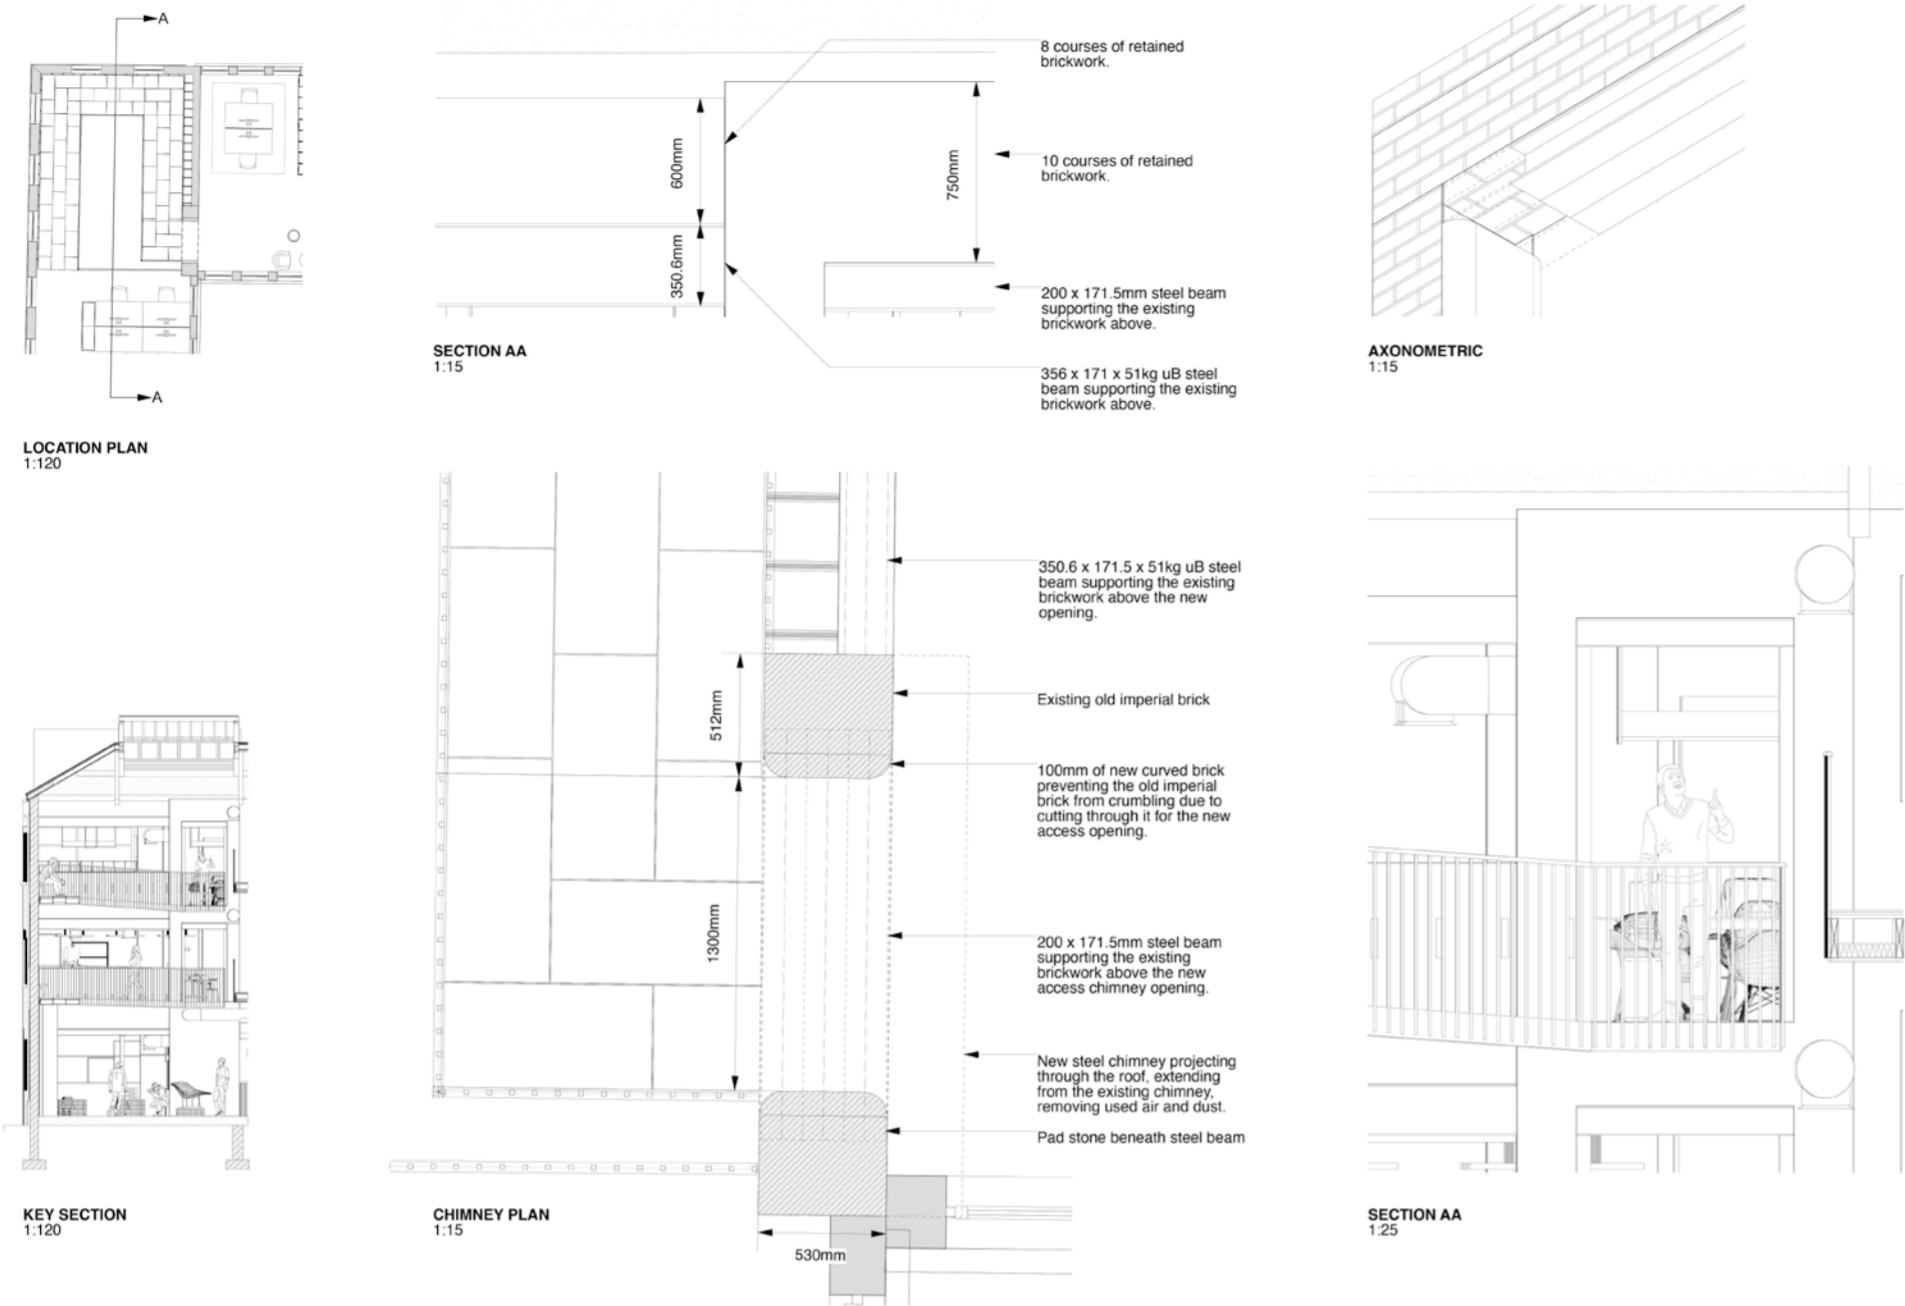 A
A
LOCATION PLAN
1:120
600mm
350.6mm
750mm
8 courses of retained
brickwork.
10 courses of retained
brickwork.
200 x 171.5mm steel beam
supporting the existing
brickwork above.
356 x 171 x 51kg uB steel
beam supporting the existing
brickwork above.
SECTION AA
1:15
AXONOMETRIC
1:15
KEY SECTION
1:120
512mm
1300mm
530mm
350.6 x 171.5 x 51kg uB steel
beam supporting the existing
brickwork above the new
opening.
Existing old imperial brick
100mm of new curved brick
preventing the old imperial
brick from crumbling due to
cutting through it for the new
access opening.
200 x 171.5mm steel beam
supporting the existing
brickwork above the new
access chimney opening.
New steel chimney projecting
through the roof, extending
from the existing chimney,
removing used air and dust.
Pad stone beneath steel beam
CHIMNEY PLAN
1:15
SECTION AA
1:25